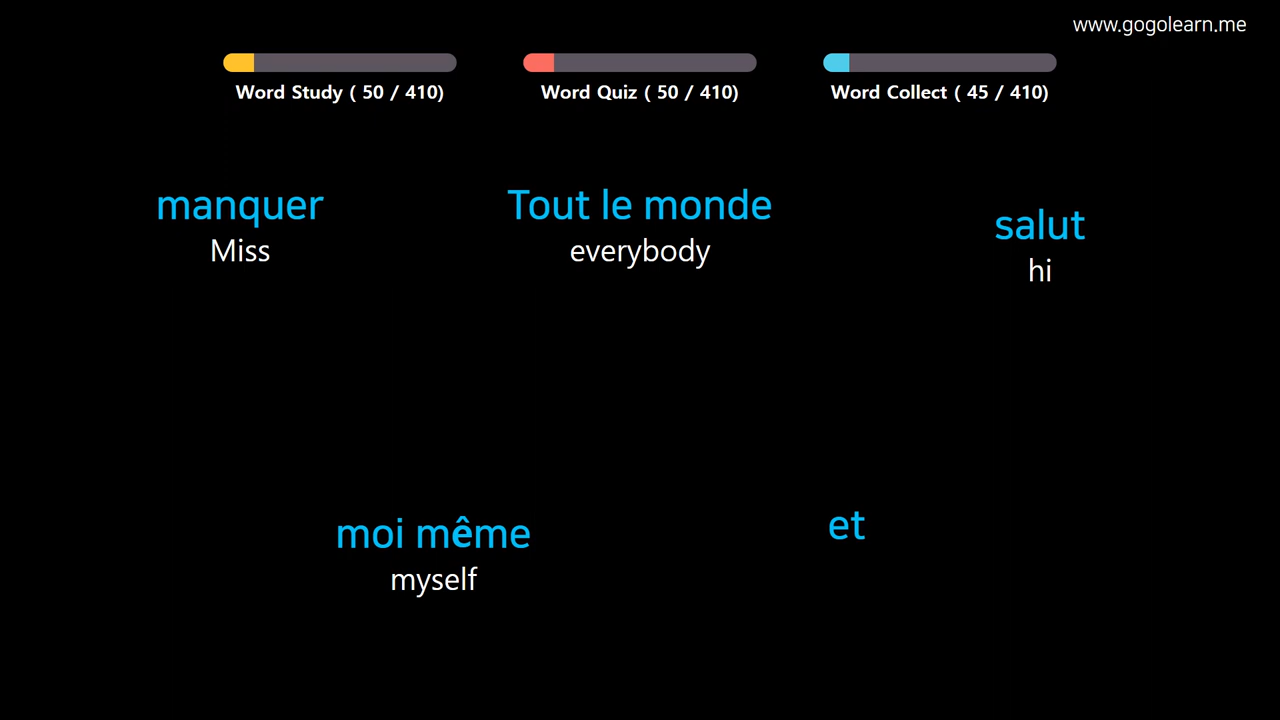 www.gogolearn.me
Word Study ( 50 / 410)
Word Quiz ( 50 / 410)
Word Collect ( 45 / 410)
manquer
Miss
Tout le monde
everybody
salut
hi
moi même
myself
et